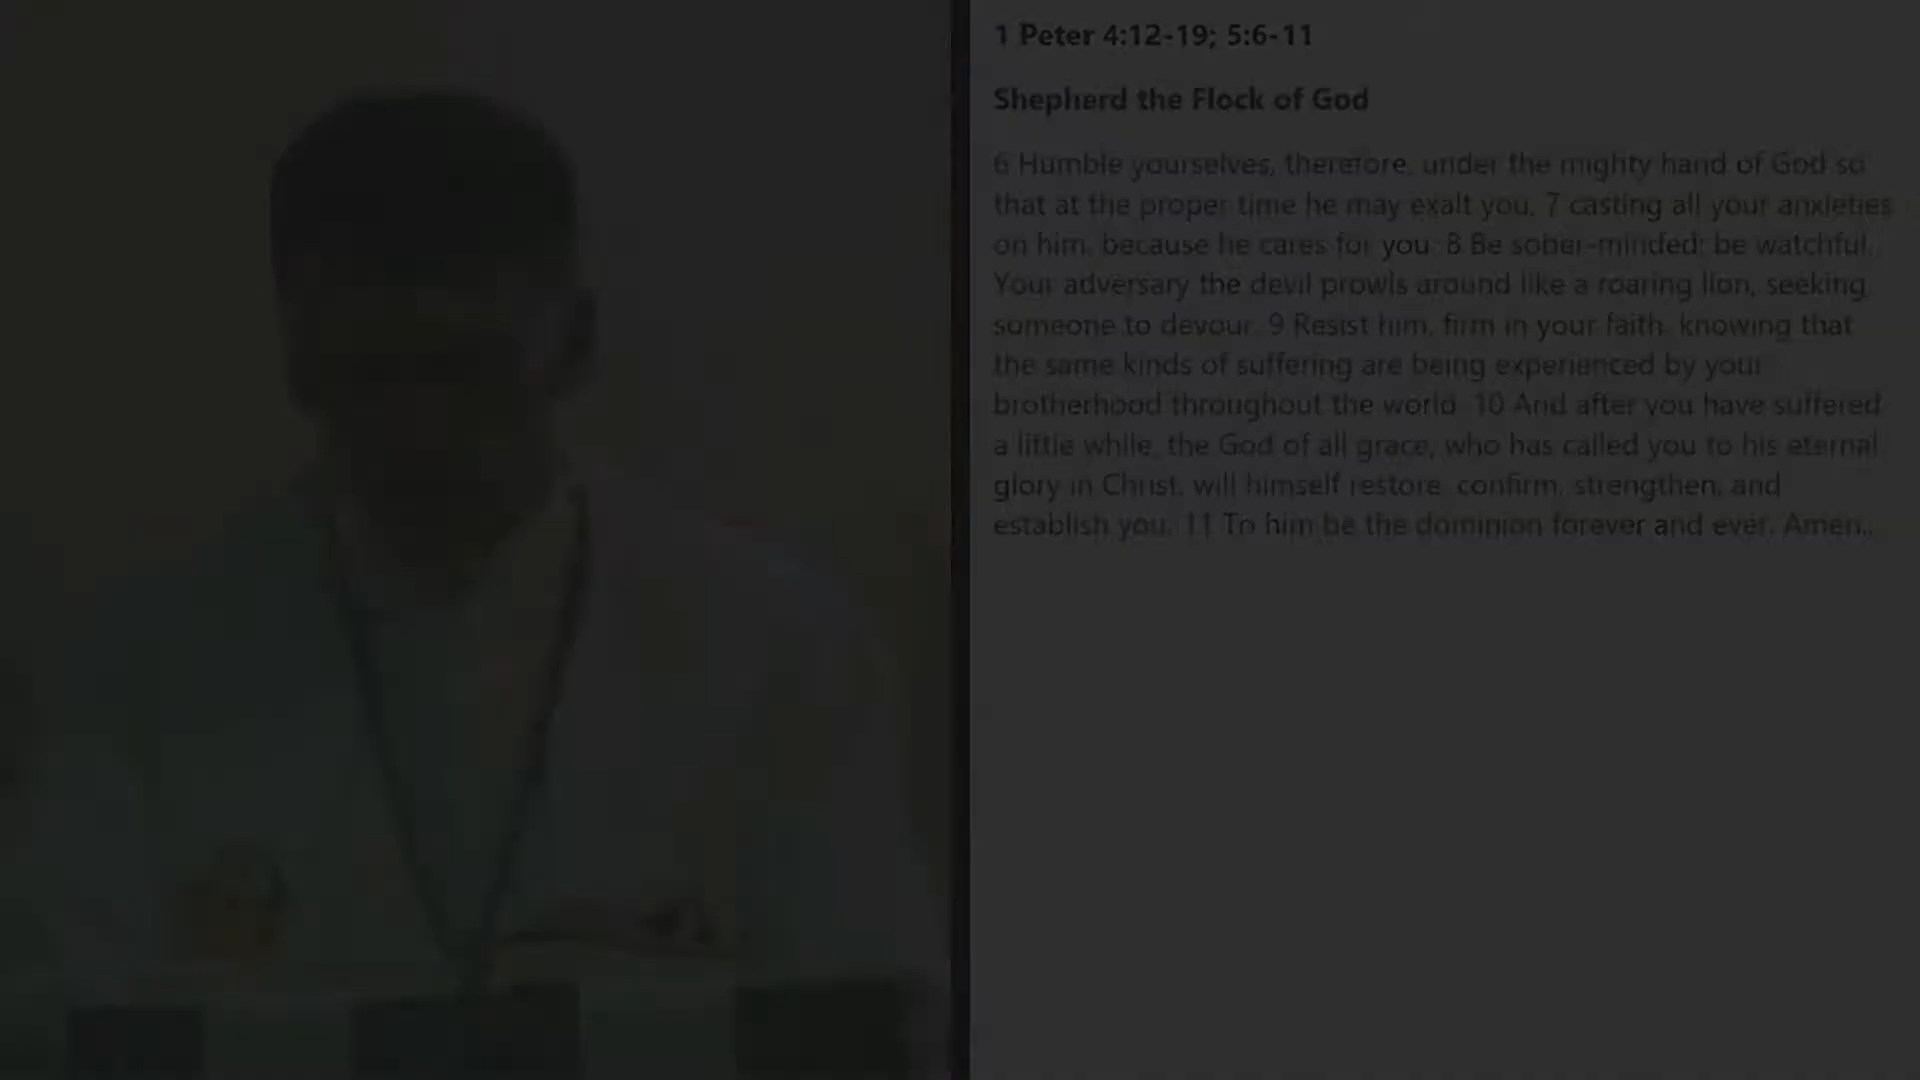 1 Peter 4:12-19; 5:6-11
Shepherd the Flock of God
6 Humble yourselves, therefore, under the mighty hand of God so
that at the proper time he may exalt you, 7 casting all your anxieties
on him, because he cares for you. 8 Be sober-minded; be watchful.
Your adversary the devil prowls around like a roaring lion, seeking
someone to devour. 9 Resist him, firm in your faith, knowing that
the same kinds of suffering are being experienced by your
brotherhood throughout the world. 10 And after you have suffered
a little while, the God of all grace, who has called you to his eternal
glory in Christ, will himself restore, confirm, strengthen, and
establish you. 11 To him be the dominion forever and ever. Amen..